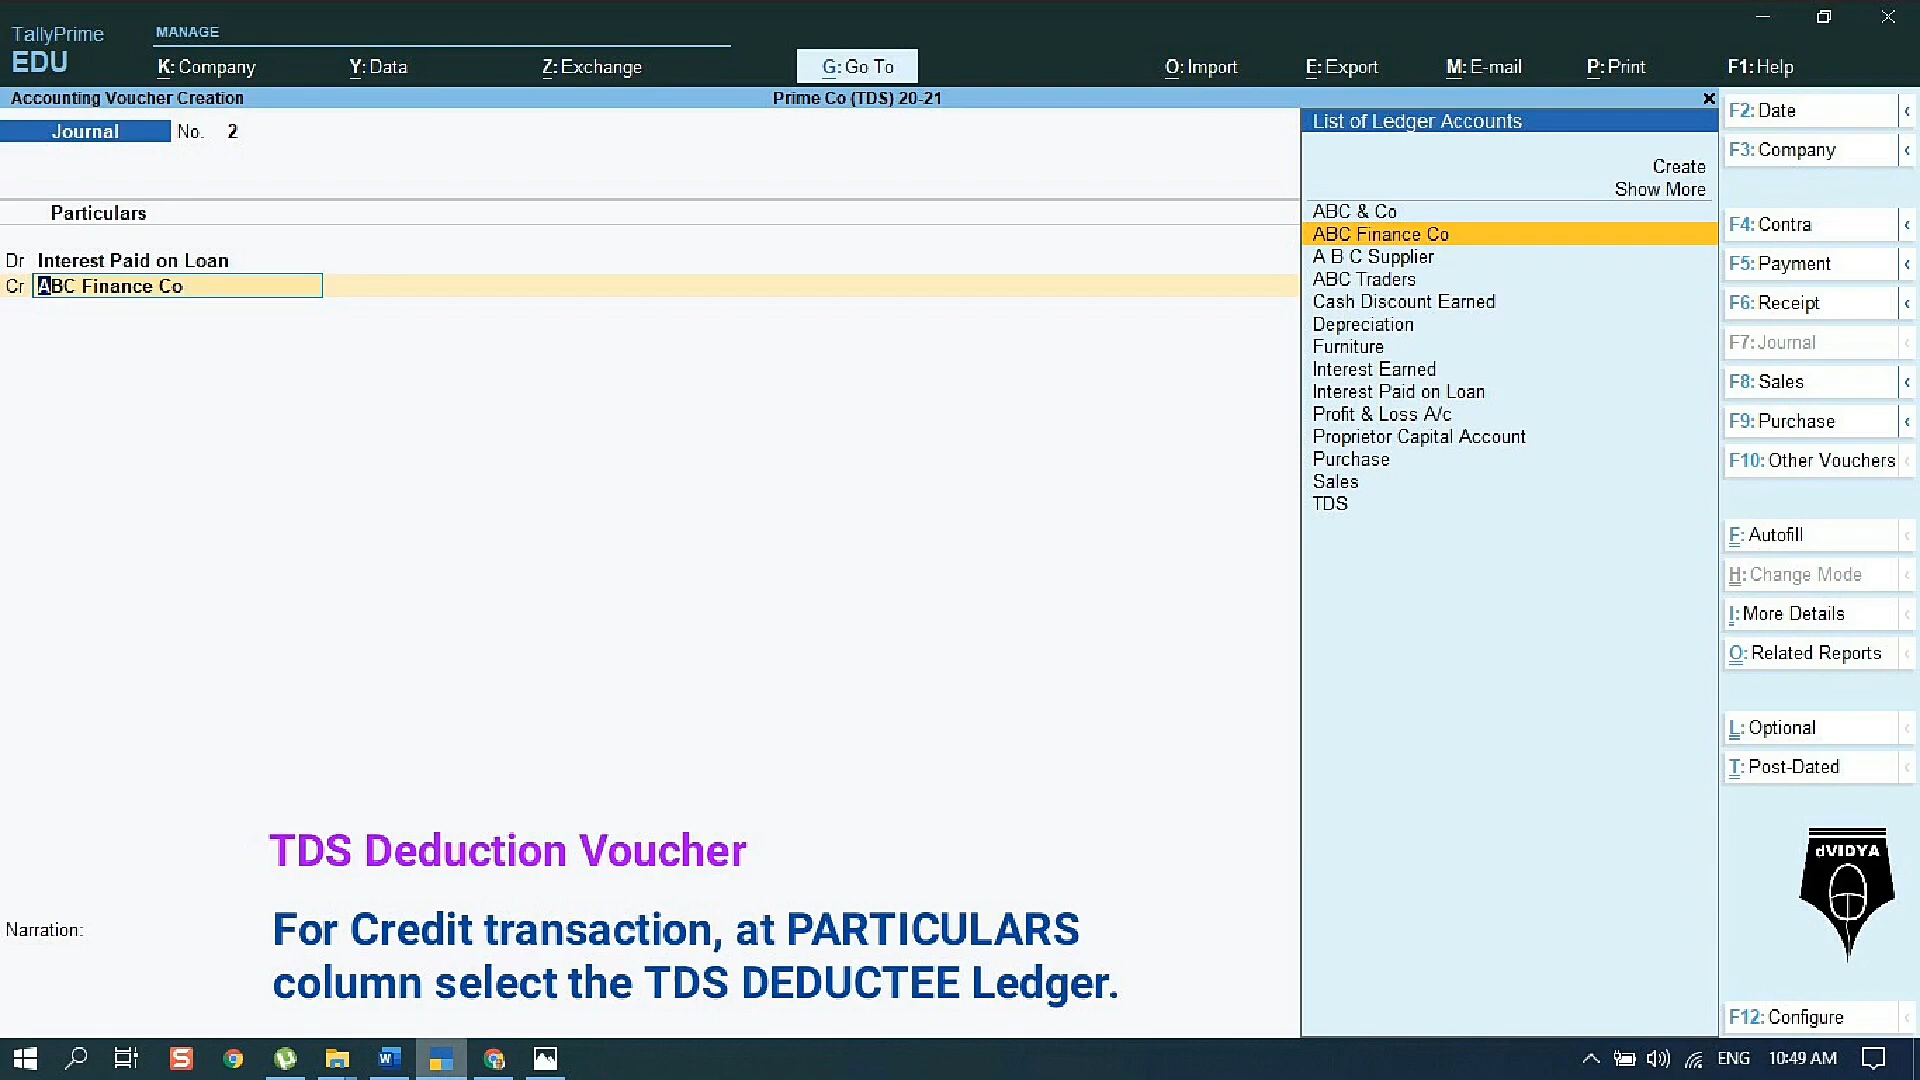 TallyPrime
EDU
MANAGE
K: Company
Y: Data
Z: Exchange
G: Go To
O: Import
E: Export
M: E-mail
P: Print
F1: Help
Accounting Voucher Creation
Prime Co (TDS) 20-21
Journal No. 2
Particulars
Dr Interest Paid on Loan
Cr ABC Finance Co
List of Ledger Accounts
Create
Show More
ABC & Co
ABC Finance Co
A B C Supplier
ABC Traders
Cash Discount Earned
Depreciation
Furniture
Interest Earned
Interest Paid on Loan
Profit & Loss A/c
Proprietor Capital Account
Purchase
Sales
TDS
F2: Date
F3: Company
F4: Contra
F5: Payment
F6: Receipt
F7: Journal
F8: Sales
F9: Purchase
F10: Other Vouchers
F: Autofill
H: Change Mode
I: More Details
O: Related Reports
L: Optional
T: Post-Dated
dVIDYA
F12: Configure
TDS Deduction Voucher
Narration:
For Credit transaction, at PARTICULARS
column select the TDS DEDUCTEE Ledger.
ENG 10:49 AM